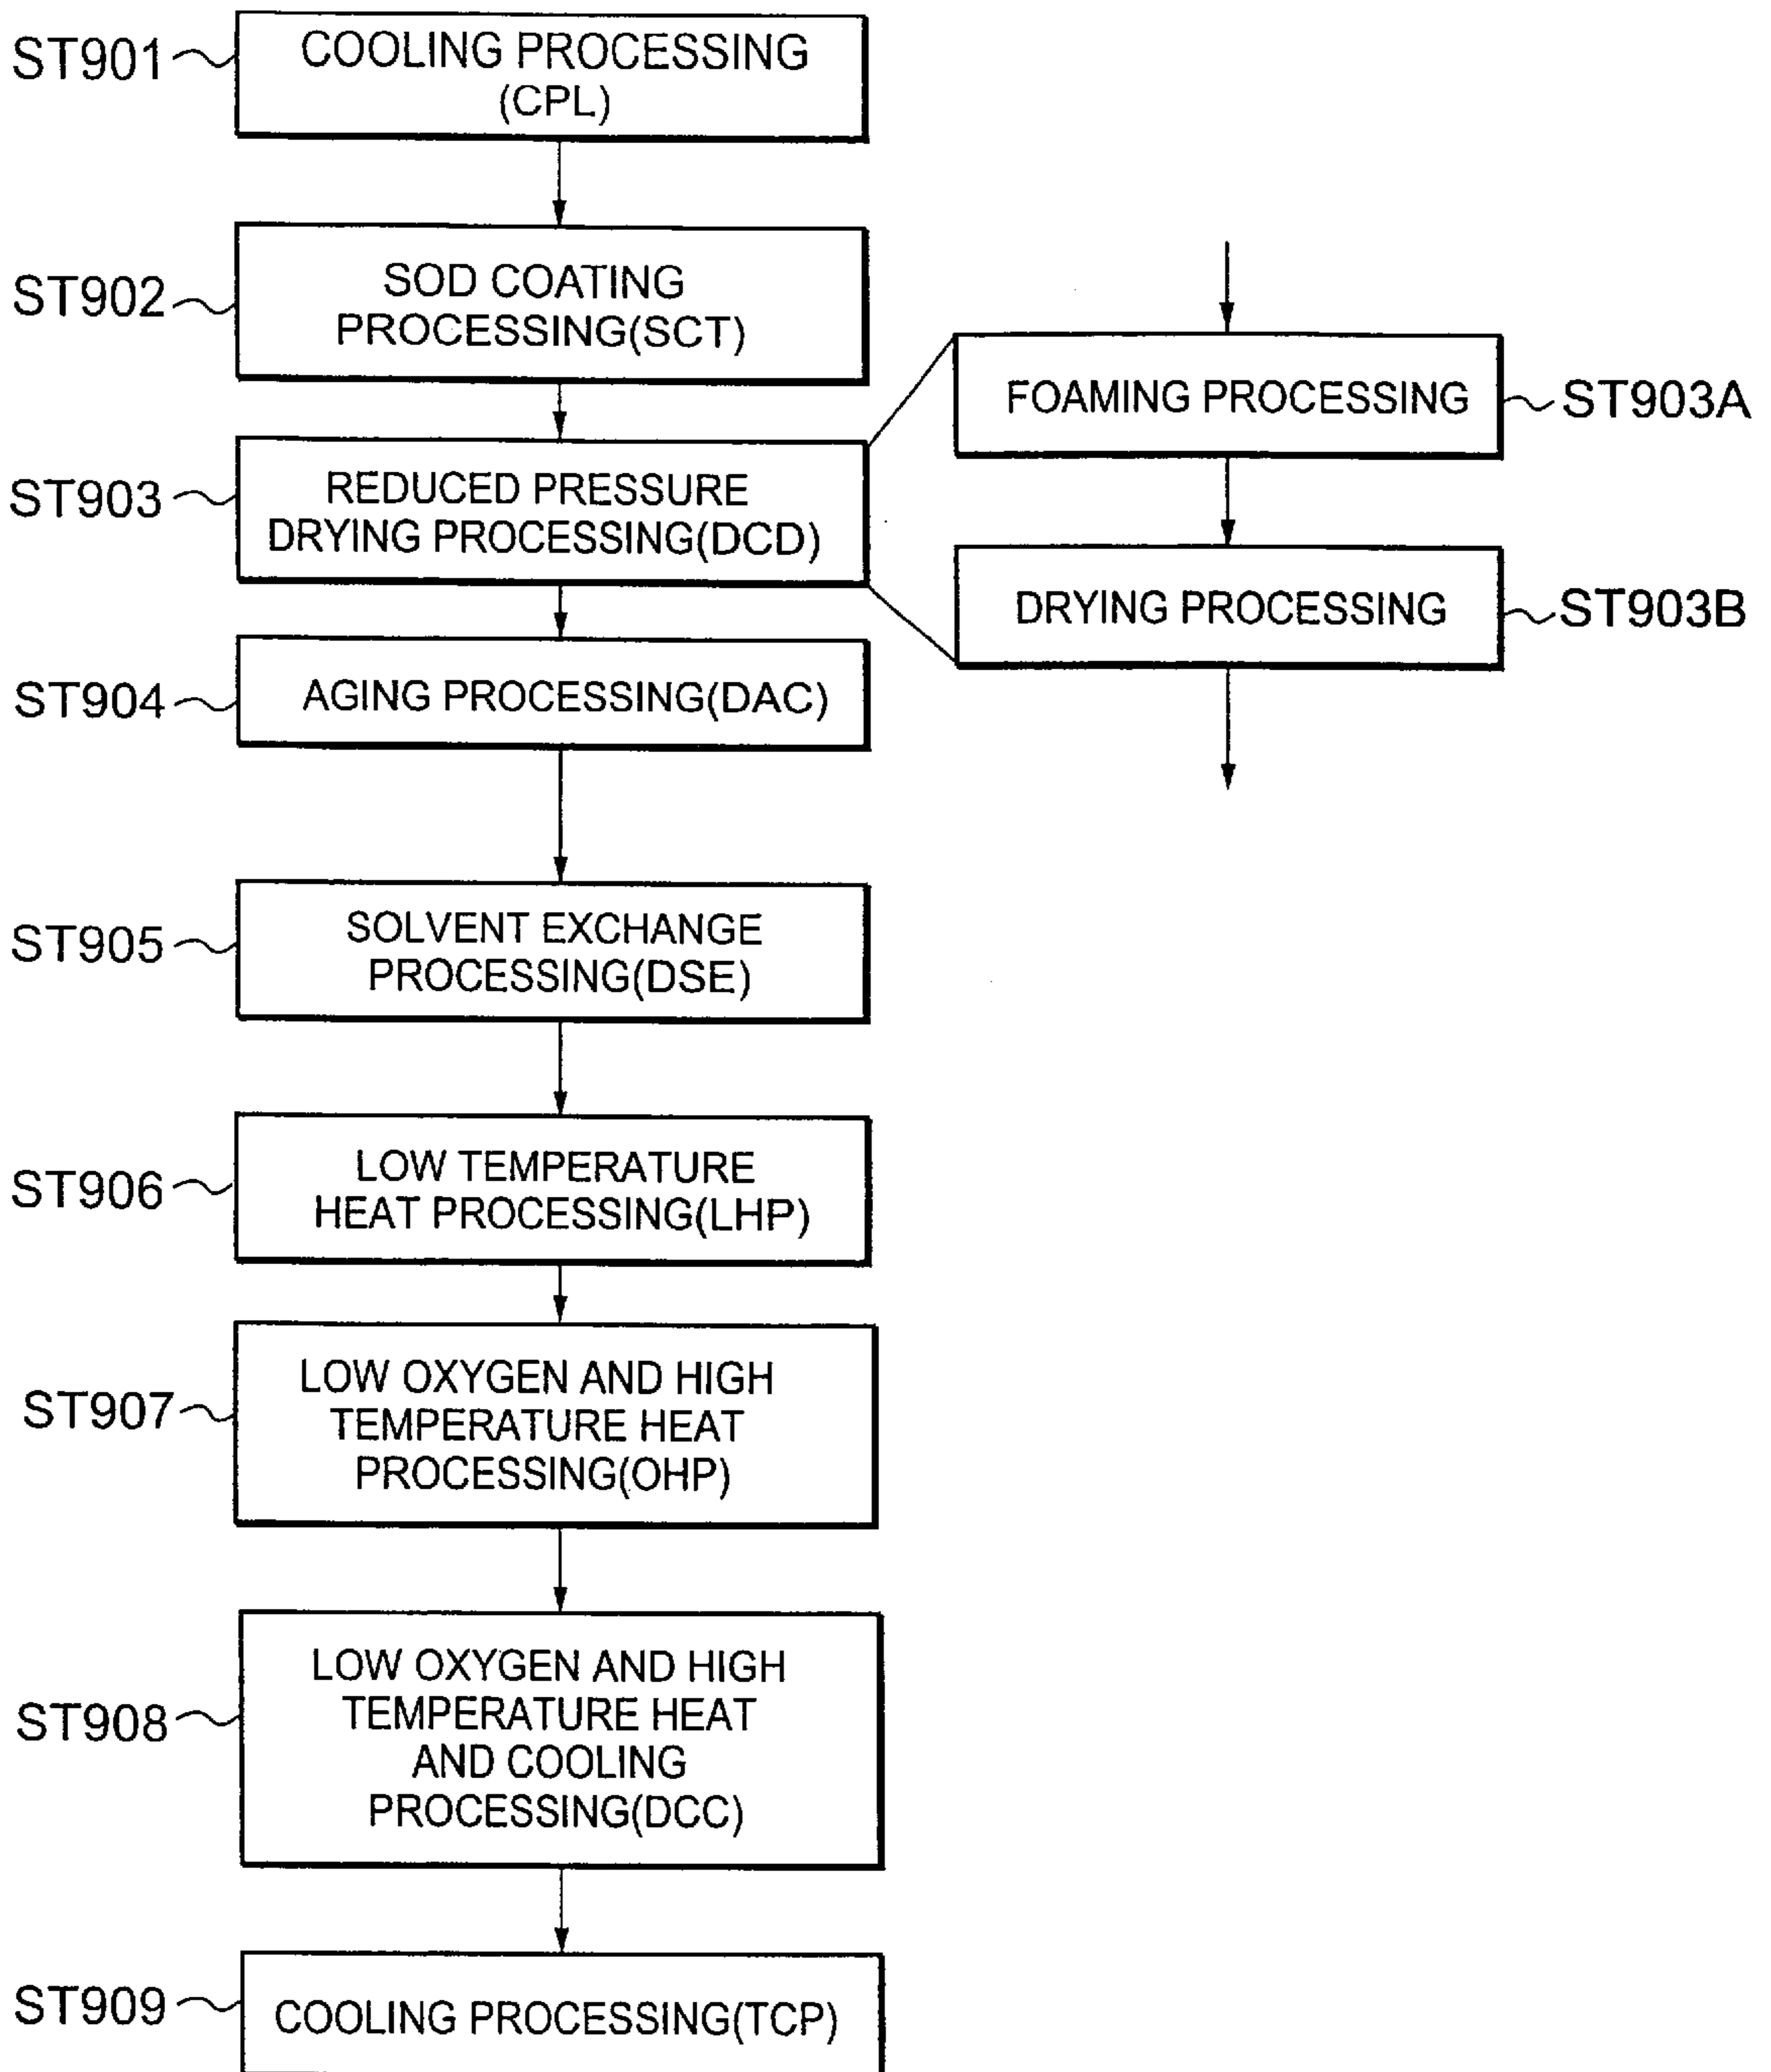 ST901
COOLING PROCESSING
(CPL)
ST902
SOD COATING
PROCESSING(SCT)
ST903
REDUCED PRESSURE
DRYING PROCESSING(DCD)
FOAMING PROCESSING
ST903A
DRYING PROCESSING
ST903B
ST904
AGING PROCESSING(DAC)
ST905
SOLVENT EXCHANGE
PROCESSING(DSE)
ST906
LOW TEMPERATURE
HEAT PROCESSING(LHP)
ST907
LOW OXYGEN AND HIGH
TEMPERATURE HEAT
PROCESSING(OHP)
ST908
LOW OXYGEN AND HIGH
TEMPERATURE HEAT
AND COOLING
PROCESSING(DCC)
ST909
COOLING PROCESSING(TCP)